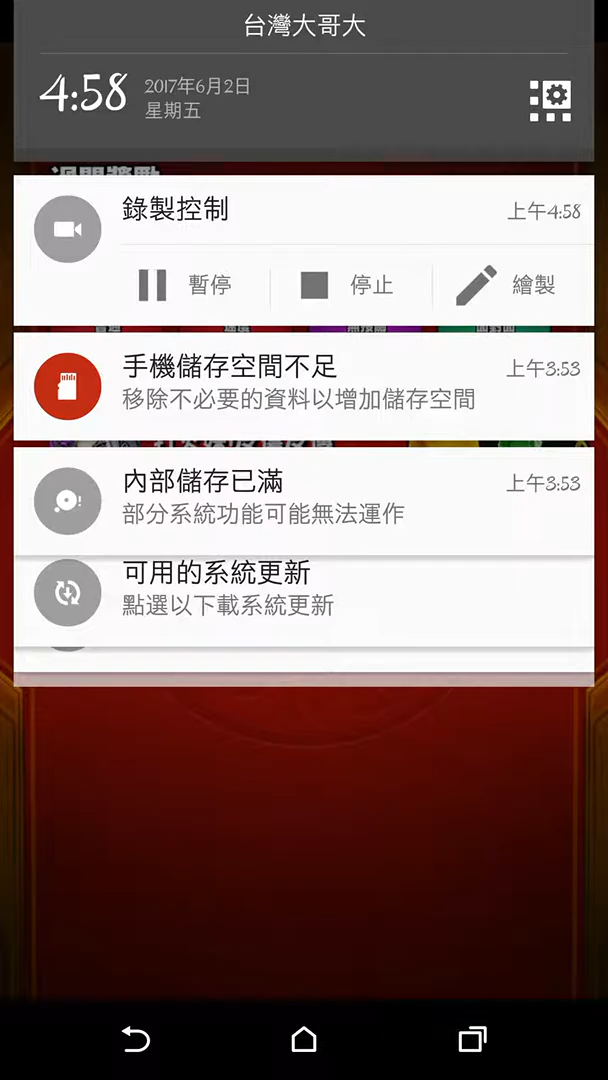 台灣大哥大
4:58
2017年6月2日
星期五
錄製控制
上午4:58
暫停
停止
繪製
手機儲存空間不足
上午3:53
移除不必要的資料以增加儲存空間
內部儲存已滿
上午3:53
部分系統功能可能無法運作
可用的系統更新
點選以下載系統更新